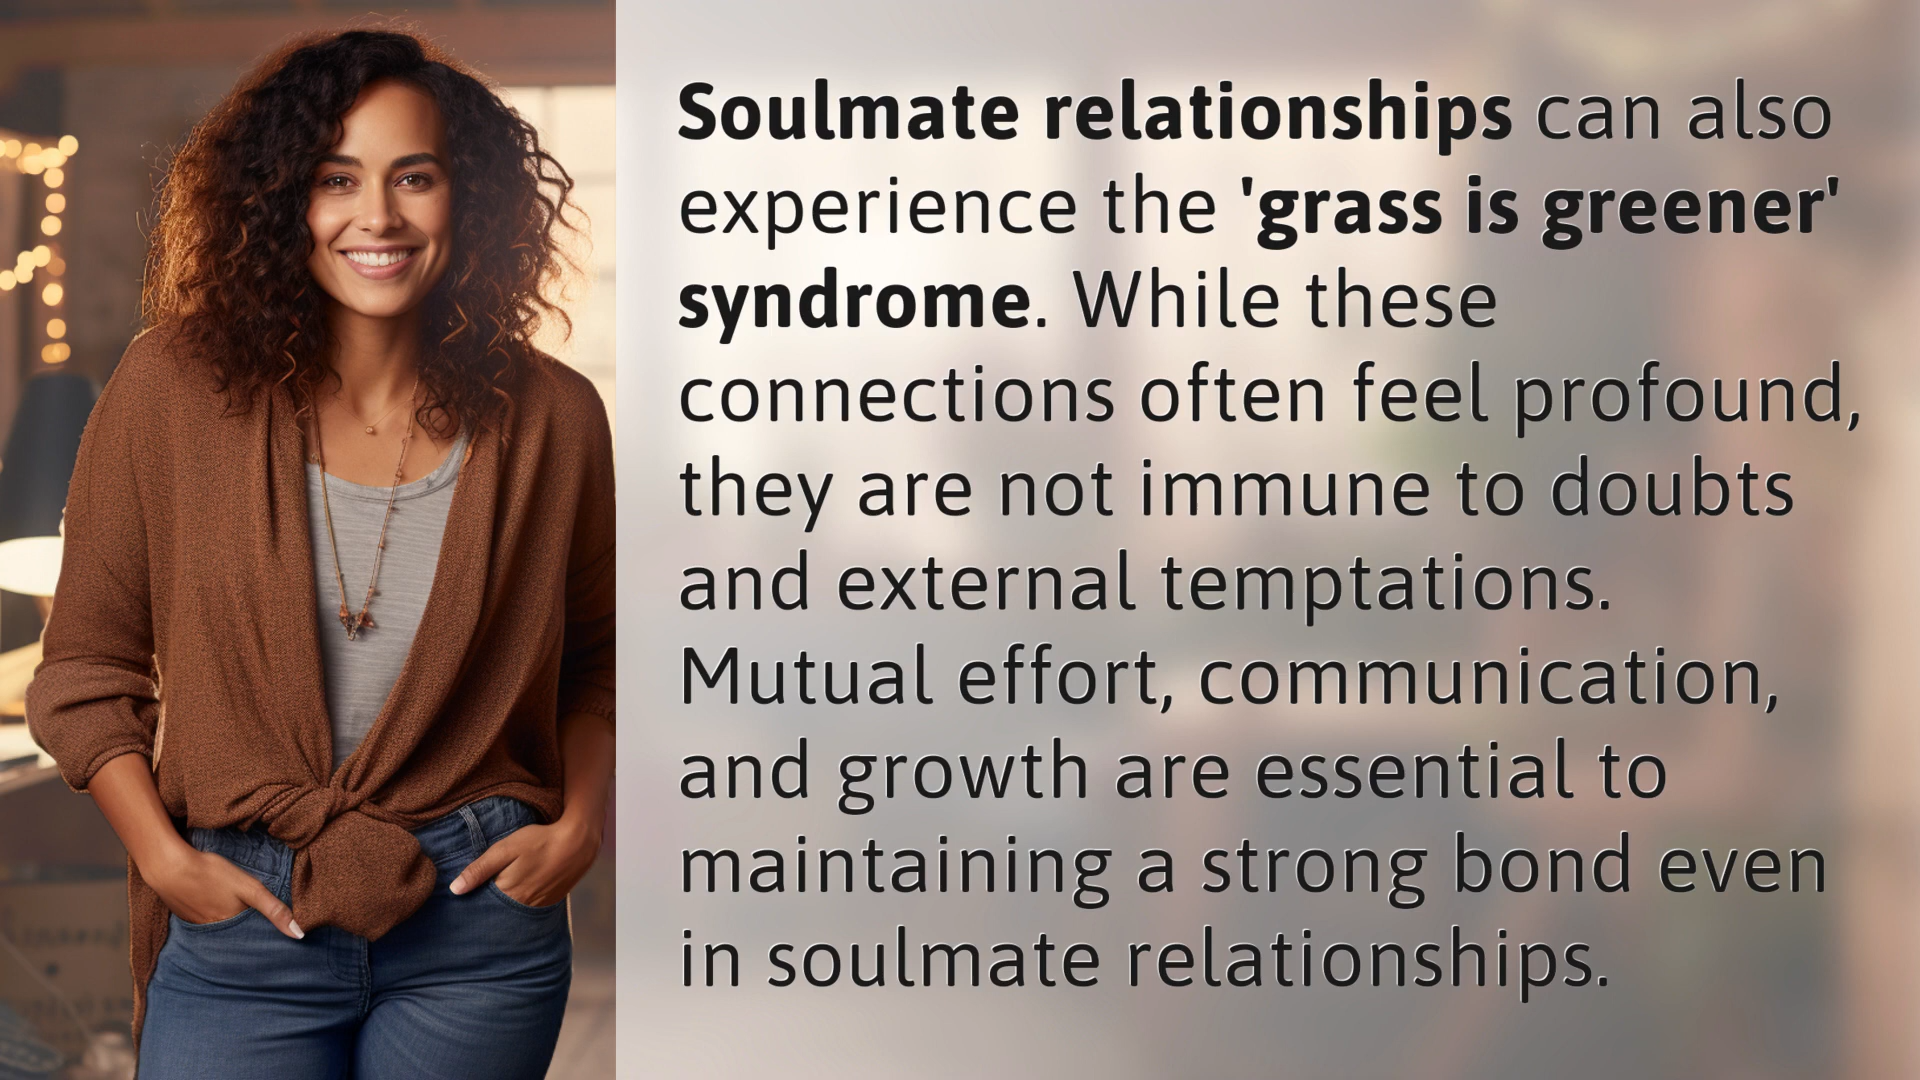 Soulmate relationships can also
experience the 'grass is greener'
syndrome. While these
connections often feel profound,
they are not immune to doubts
and external temptations.
Mutual effort, communication,
and growth are essential to
maintaining a strong bond even
in soulmate relationships.